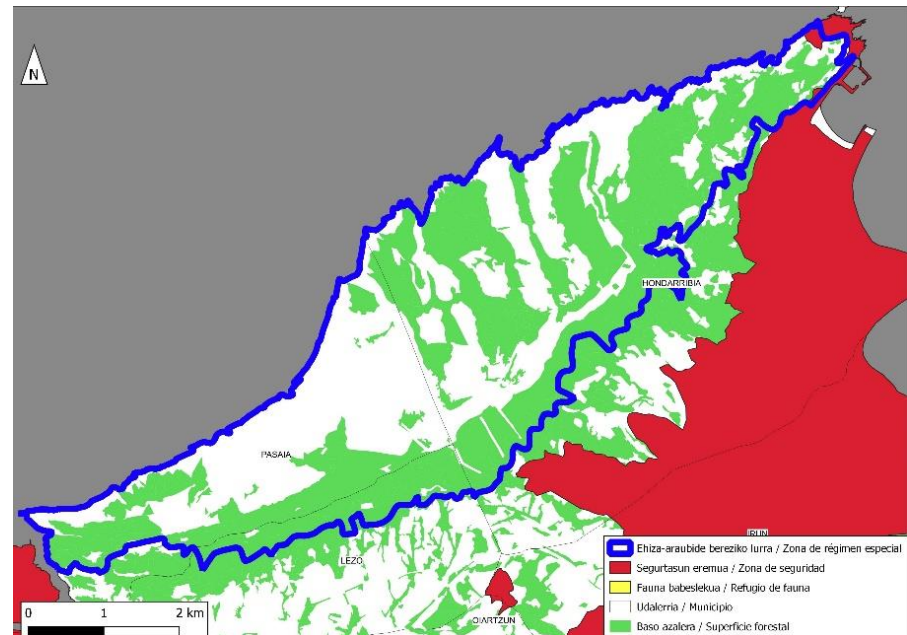 N
HONDARRIBIA
PASAIA
LEZO
IRUN
OIARTZUN
0 1 2 km
Ehiza-araubide bereziko lurra / Zona de régimen especial
Segurtasun eremua / Zona de seguridad
Fauna babeslekua / Refugio de fauna
Udalerria / Municipio
Baso azalera / Superficie forestal